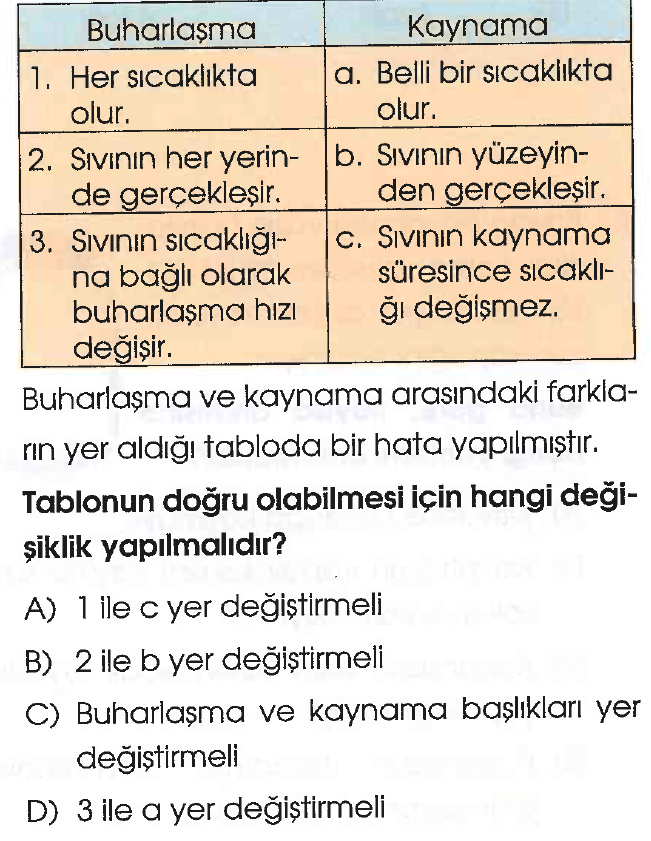 Buharlaşma
Kaynama
1. Her sıcaklıkta
olur.
a. Belli bir sıcaklıkta
olur.
2. Sıvının her yerin-
de gerçekleşir.
b. Sıvının yüzeyin-
den gerçekleşir.
3. Sıvının sıcaklığı-
na bağlı olarak
buharlaşma hızı
değişir.
c. Sıvının kaynama
süresince sıcaklı-
ğı değişmez.
Buharlaşma ve kaynama arasındaki farkla-
rın yer aldığı tabloda bir hata yapılmıştır.
Tablonun doğru olabilmesi için hangi deği-
şiklik yapılmalıdır?
A) 1 ile c yer değiştirmeli
B) 2 ile b yer değiştirmeli
C) Buharlaşma ve kaynama başlıkları yer
değiştirmeli
D) 3 ile a yer değiştirmeli